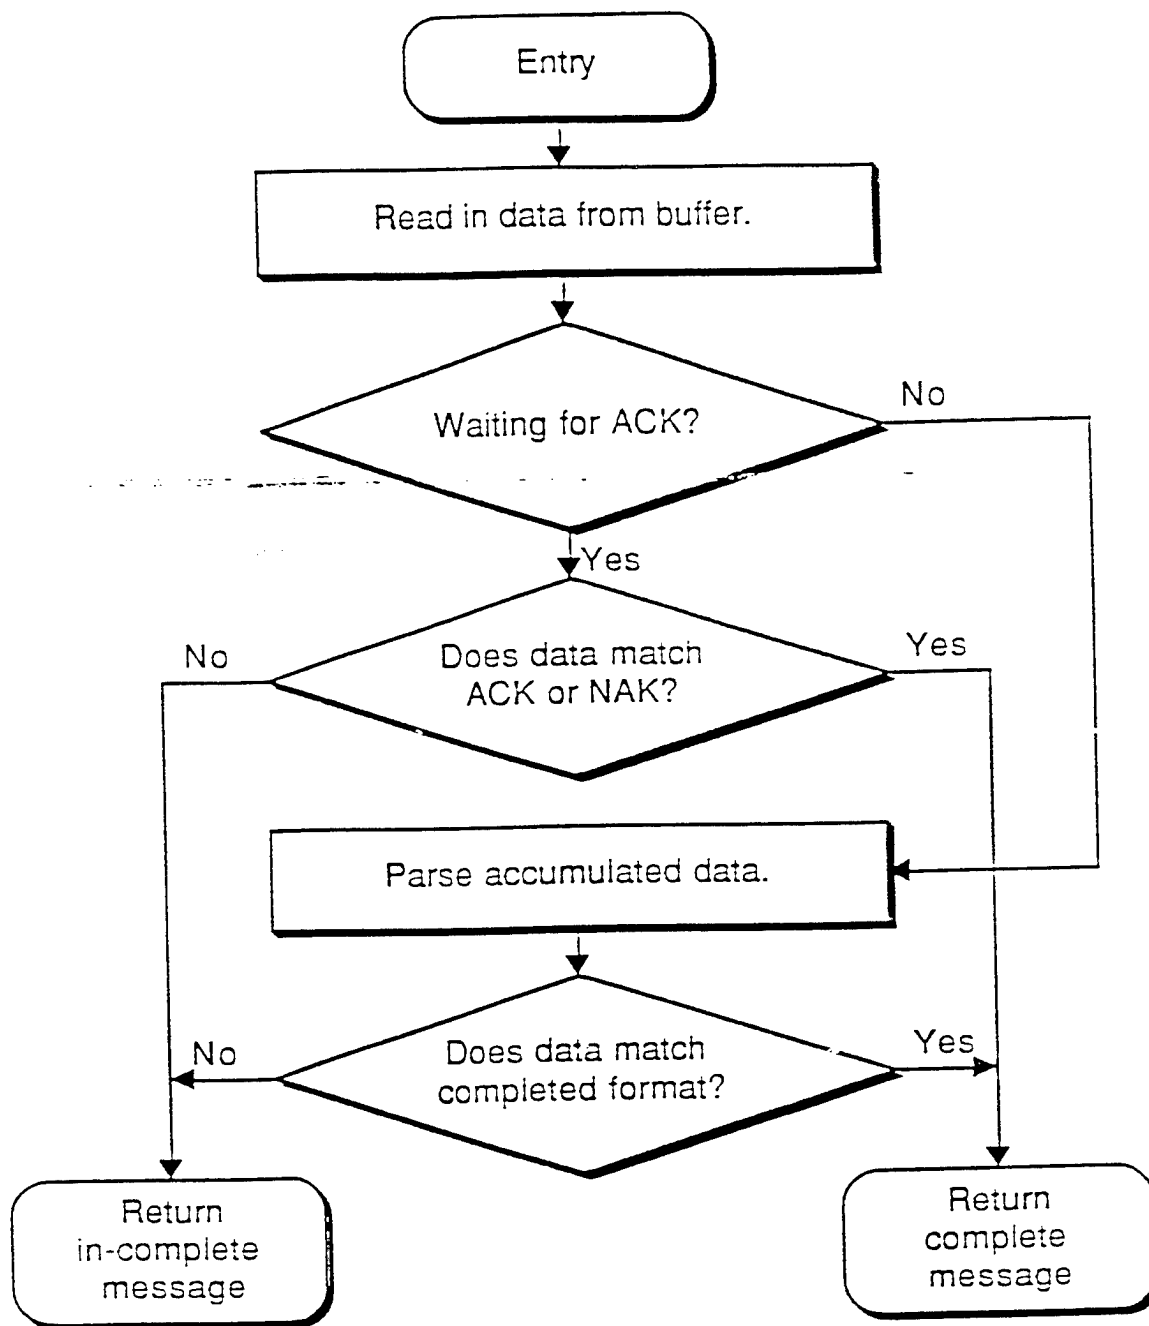 Entry
Read in data from buffer.
No
Waiting for ACK?
Yes
No
Does data match
ACK or NAK?
Yes
Parse accumulated data.
No
Does data match
completed format?
Yes
Return
in-complete
message
Return
complete
message